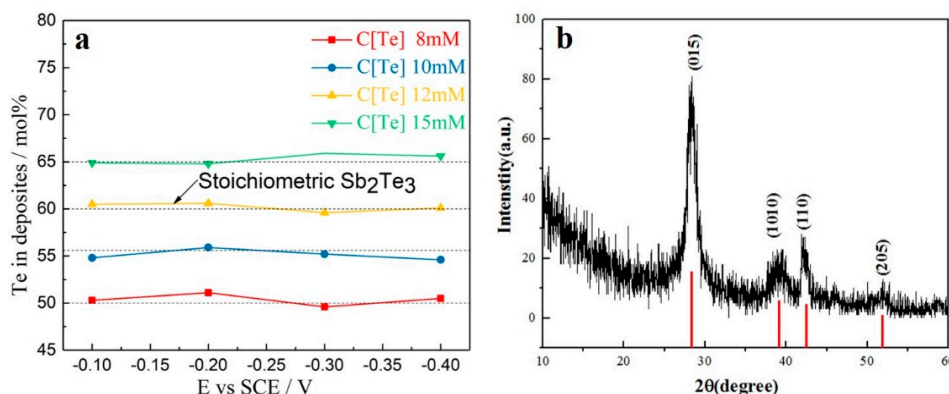 a
80
75
70
65
60
55
50
45
Te in deposites / mol%
C[Te] 8mM
C[Te] 10mM
C[Te] 12mM
C[Te] 15mM
Stoichiometric Sb₂Te₃
-0.10 -0.15 -0.20 -0.25 -0.30 -0.35 -0.40
E vs SCE / V
b
100
80
60
40
20
0
Intenstity(a.u.)
(015)
(1010)
(110)
(205)
10 20 30 40 50 60
2θ(degree)